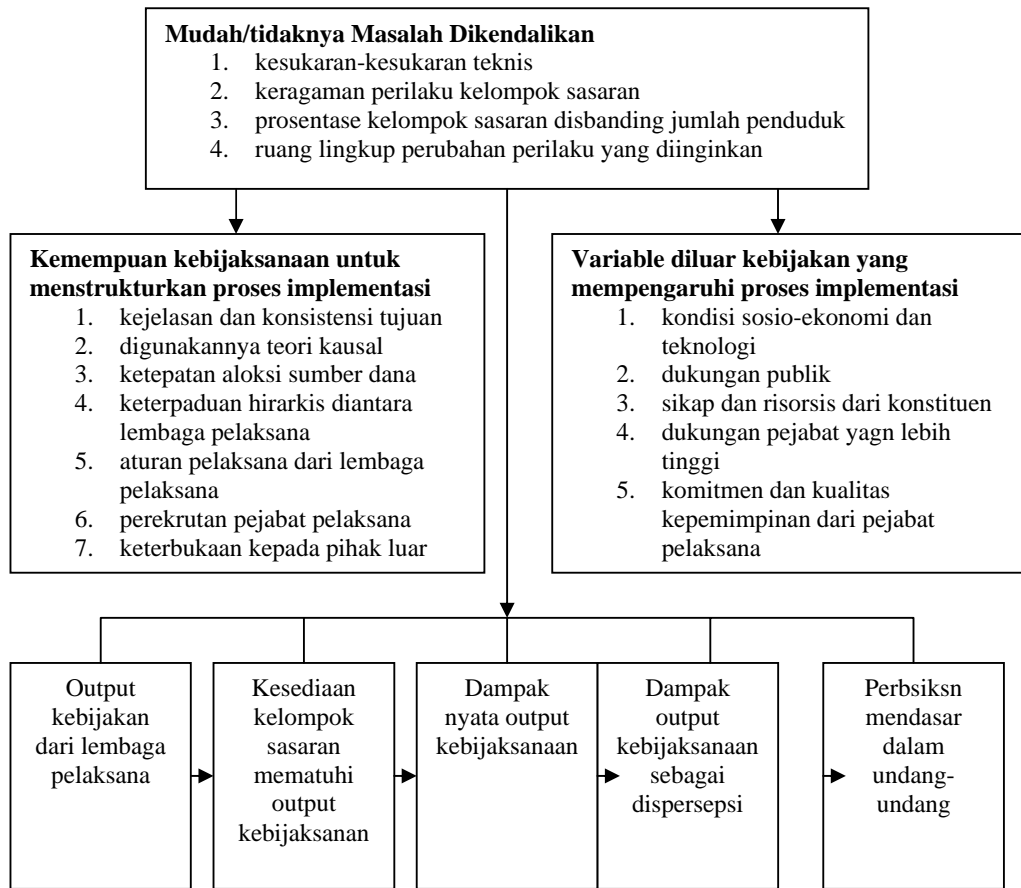 Mudah/tidaknya Masalah Dikendalikan
1. kesukaran-kesukaran teknis
2. keragaman perilaku kelompok sasaran
3. prosentase kelompok sasaran disbanding jumlah penduduk
4. ruang lingkup perubahan perilaku yang diinginkan
Kemempuan kebijaksanaan untuk
menstrukturkan proses implementasi
1. kejelasan dan konsistensi tujuan
2. digunakannya teori kausal
3. ketepatan aloksi sumber dana
4. keterpaduan hirarkis diantara
lembaga pelaksana
5. aturan pelaksana dari lembaga
pelaksana
6. perekrutan pejabat pelaksana
7. keterbukaan kepada pihak luar
Variable diluar kebijakan yang
mempengaruhi proses implementasi
1. kondisi sosio-ekonomi dan
teknologi
2. dukungan publik
3. sikap dan risorsis dari konstituen
4. dukungan pejabat yagn lebih
tinggi
5. komitmen dan kualitas
kepemimpinan dari pejabat
pelaksana
Output
kebijakan
dari lembaga
pelaksana
Kesediaan
kelompok
sasaran
mematuhi
output
kebijaksanan
Dampak
nyata output
kebijaksanaan
Dampak
output
kebijaksanaan
sebagai
dispersepsi
Perbsiksn
mendasar
dalam
undang-
undang